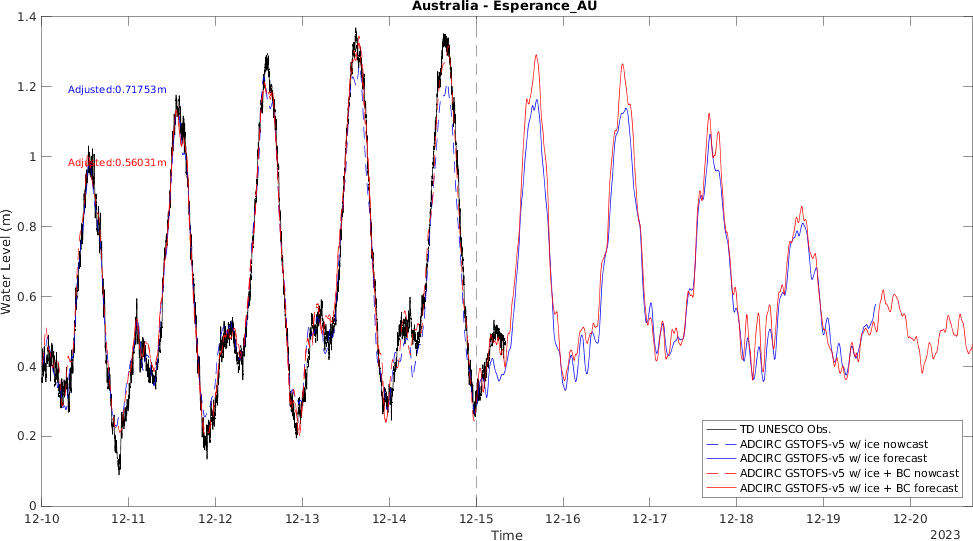 Australia - Esperance_AU
1.4
1.2
1
0.8
0.6
0.4
0.2
0
Water Level (m)
Adjusted:0.71753m
Adjusted:0.56031m
TD UNESCO Obs.
ADCIRC GSTOFS-v5 w/ ice nowcast
ADCIRC GSTOFS-v5 w/ ice forecast
ADCIRC GSTOFS-v5 w/ ice + BC nowcast
ADCIRC GSTOFS-v5 w/ ice + BC forecast
12-10 12-11 12-12 12-13 12-14 12-15 12-16 12-17 12-18 12-19 12-20
Time
2023